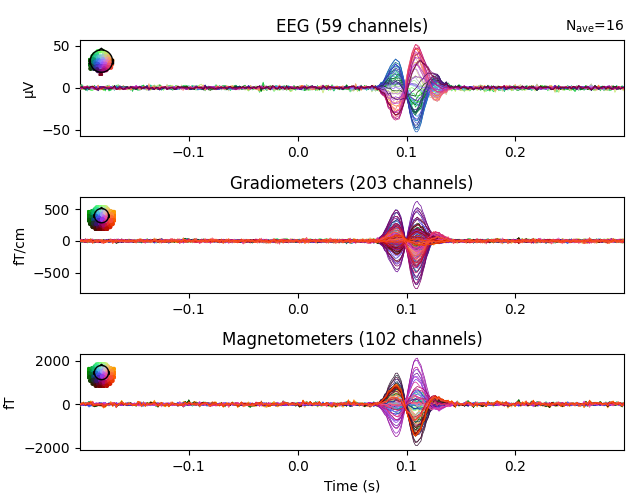 EEG (59 channels)
Nave=16
50
0
−50
μV
−0.1 0.0 0.1 0.2
Gradiometers (203 channels)
500
0
−500
fT/cm
−0.1 0.0 0.1 0.2
Magnetometers (102 channels)
2000
0
−2000
fT
−0.1 0.0 0.1 0.2
Time (s)